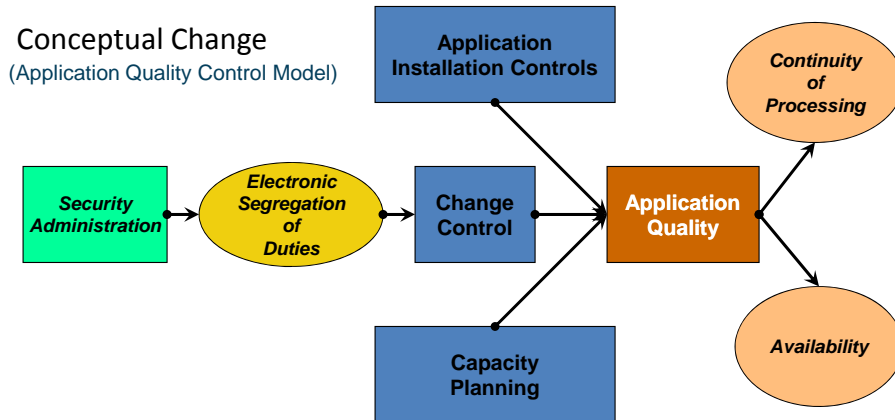 Conceptual Change
(Application Quality Control Model)
Application
Installation Controls
Continuity
of
Processing
Security
Administration
Electronic
Segregation
of
Duties
Change
Control
Application
Quality
Capacity
Planning
Availability